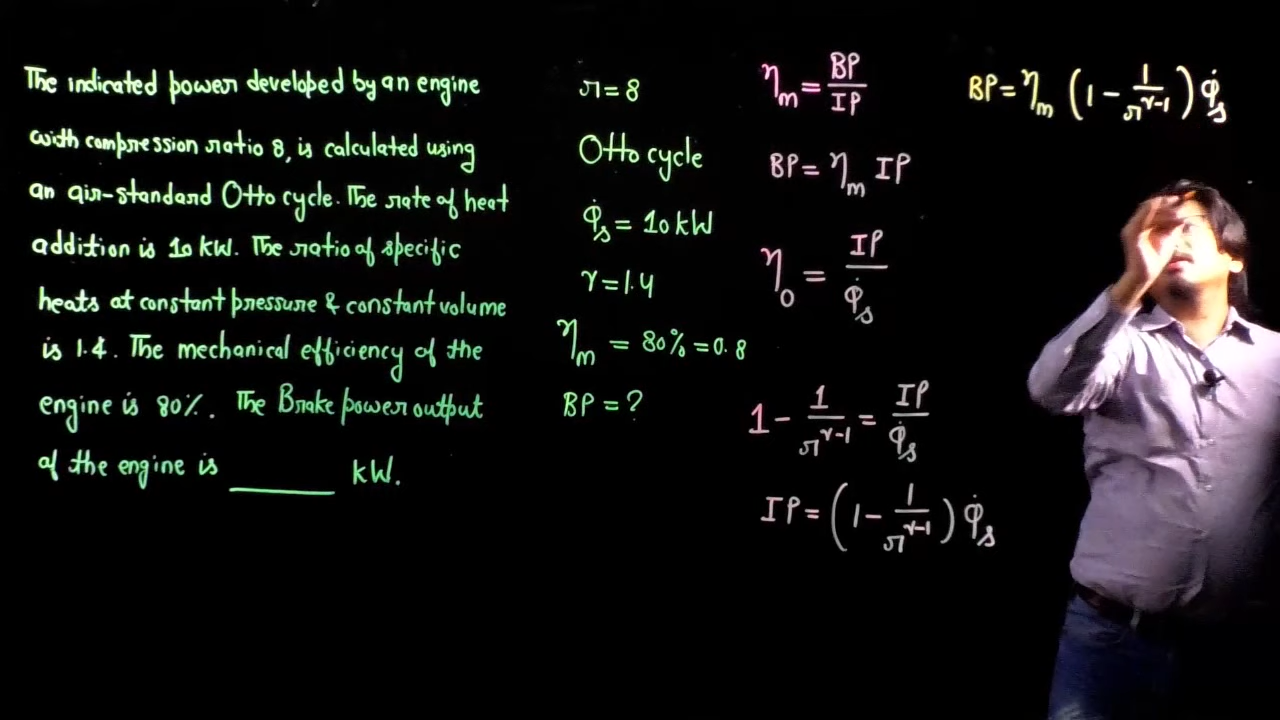 The indicated power developed by an engine
with compression ratio 8, is calculated using
an air-standard Otto cycle. The rate of heat
addition is 10 kW. The ratio of specific
heats at constant pressure & constant volume
is 1.4. The mechanical efficiency of the
engine is 80%. The Brake power output
of the engine is ______ kW.
r = 8
Otto cycle
Q̇s = 10 kW
γ = 1.4
ηm = 80% = 0.8
BP = ?
ηm = BP/IP
BP = ηm IP
ηo = IP/Q̇s
1 - 1/r^(γ-1) = IP/Q̇s
IP = (1 - 1/r^(γ-1)) Q̇s
BP = ηm (1 - 1/r^(γ-1)) Q̇s